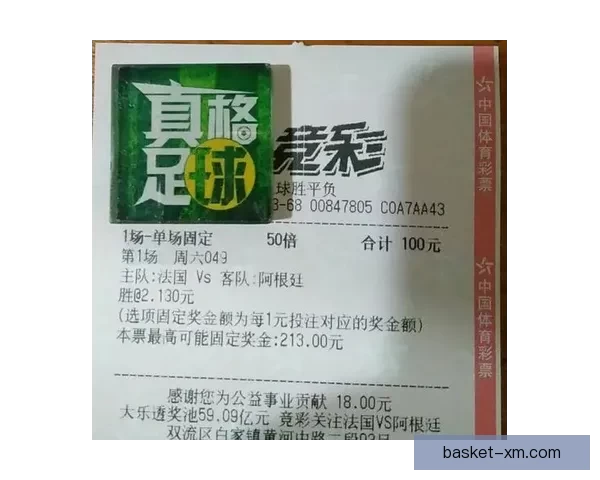 真格
足球
竞彩
球胜平负
3-68 00847805 C0A7AA43
1场-单场固定 50倍 合计 100元
第1场 周六049
主队:法国 Vs 客队:阿根廷
胜@2.130元
(选项固定奖金额为每1元投注对应的奖金额)
本票最高可能固定奖金:213.00元
感谢您为公益事业贡献 18.00元
大乐透奖池59.09亿元 竞彩关注法国VS阿根廷
双流区白家镇黄河中路二段
中国体育彩票
中国体育彩票
basket-xm.com